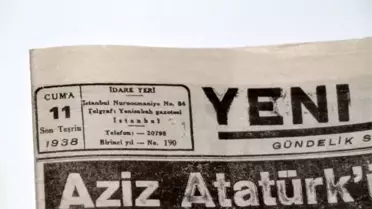 CUM'A
11
Son Teşrin
1938
İDARE YERİ
İstanbul Nuruosmaniye No. 84
Telgraf: Yenisabah gazetesi
İstanbul
Telefon: — 20795
Birinci yıl — No. 190
YENİ
GÜNDELİK S
Aziz Atatürk'i